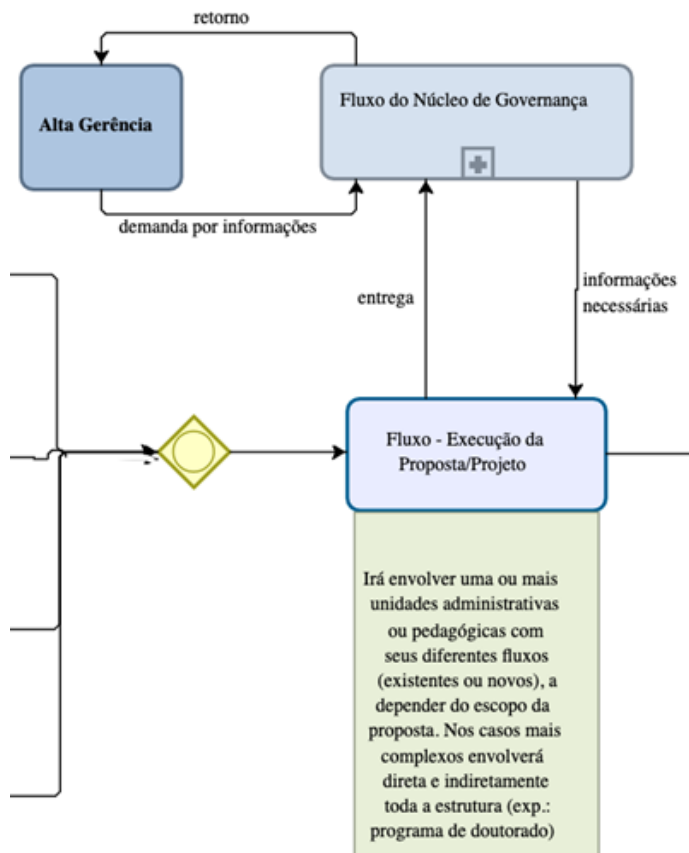 retorno
Alta Gerência
Fluxo do Núcleo de Governança
demanda por informações
entrega
informações
necessárias
Fluxo - Execução da
Proposta/Projeto
Irá envolver uma ou mais
unidades administrativas
ou pedagógicas com
seus diferentes fluxos
(existentes ou novos), a
depender do escopo da
proposta. Nos casos mais
complexos envolverá
direta e indiretamente
toda a estrutura (exp.:
programa de doutorado)